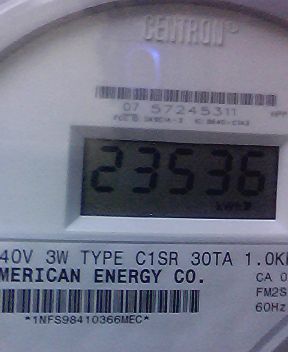 CENTRON®
07 57245311
23536
40V 3W TYPE C1SR 30TA 1.0K
MERICAN ENERGY CO.
CA 0
FM2S
60Hz
*1NFS98410366MEC*